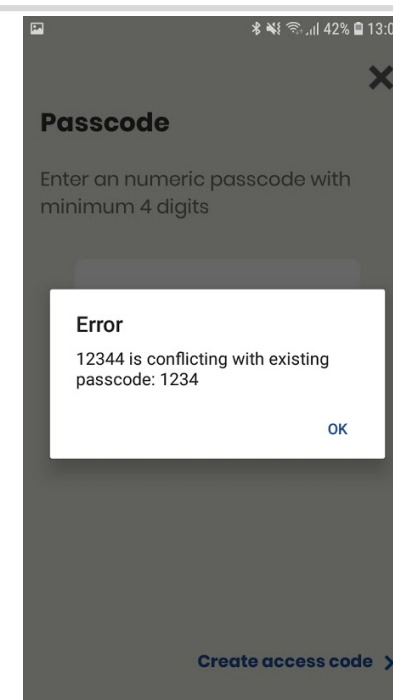 42% 13:0
Passcode
Enter an numeric passcode with
minimum 4 digits
Error
12344 is conflicting with existing
passcode: 1234
OK
Create access code